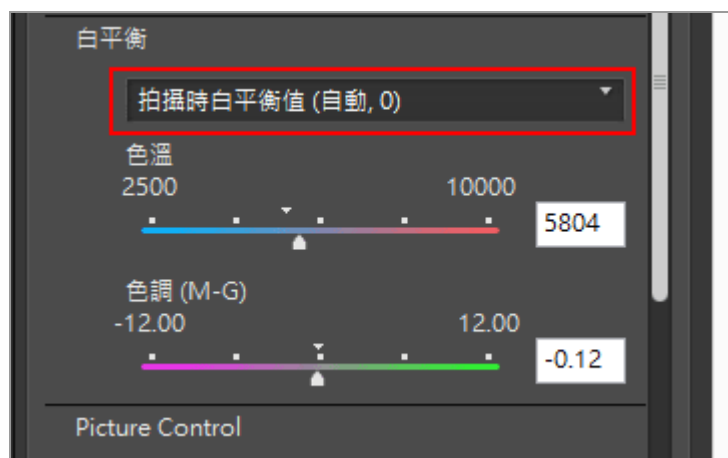 白平衡
拍攝時白平衡值 (自動, 0)
色溫
2500 10000
5804
色調 (M-G)
-12.00 12.00
-0.12
Picture Control